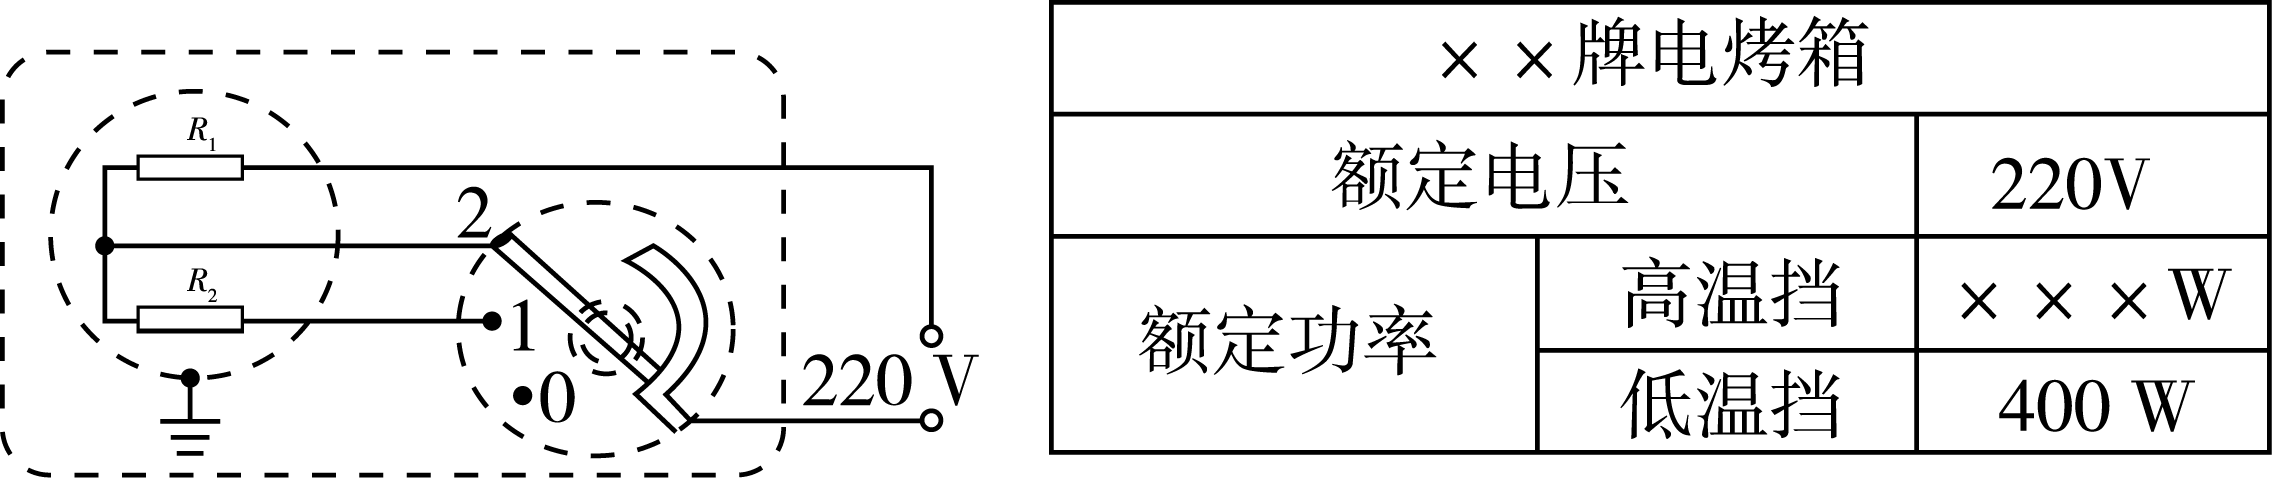 R₁
2
R₂
1
0
220 V
× × 牌电烤箱
额定电压 220V
额定功率 高温挡 × × × W
低温挡 400 W